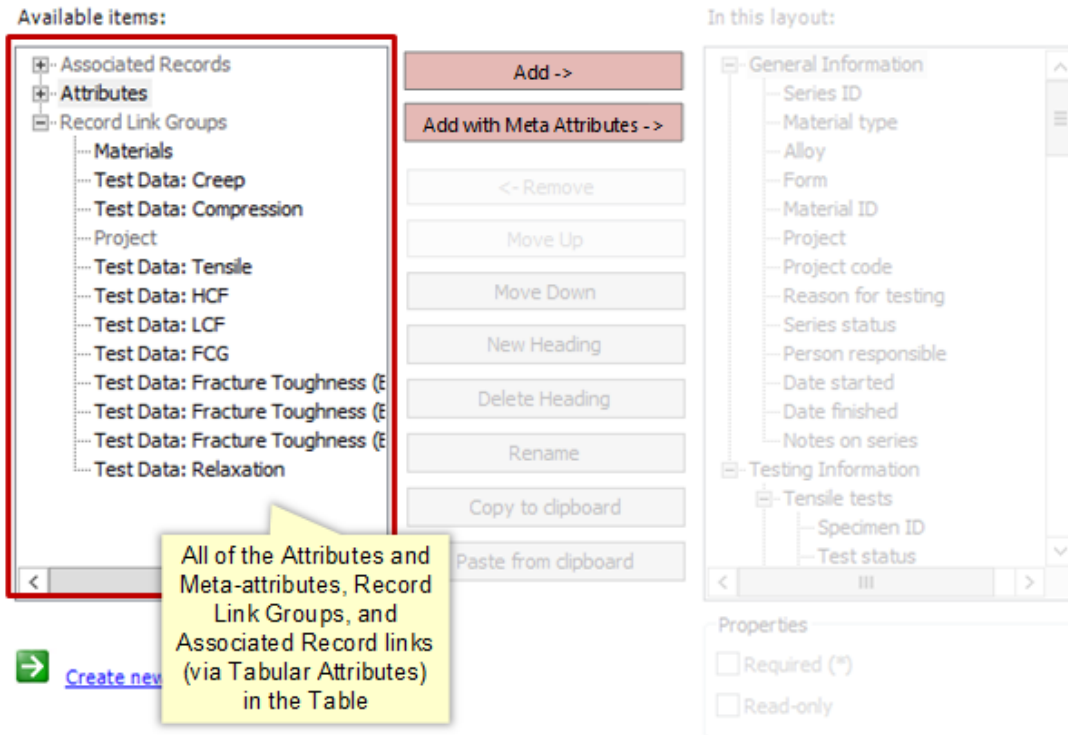 Available items:
Associated Records
Attributes
Record Link Groups
Materials
Test Data: Creep
Test Data: Compression
Project
Test Data: Tensile
Test Data: HCF
Test Data: LCF
Test Data: FCG
Test Data: Fracture Toughness (
Test Data: Fracture Toughness (
Test Data: Fracture Toughness (
Test Data: Relaxation
Add ->
Add with Meta Attributes ->
<- Remove
Move Up
Move Down
New Heading
Delete Heading
Rename
Copy to clipboard
Paste from clipboard
All of the Attributes and
Meta-attributes, Record
Link Groups, and
Associated Record links
(via Tabular Attributes)
in the Table
Create new
In this layout:
General Information
Series ID
Material type
Alloy
Form
Material ID
Project
Project code
Reason for testing
Series status
Person responsible
Date started
Date finished
Notes on series
Testing Information
Tensile tests
Specimen ID
Test status
Properties
Required (*)
Read-only